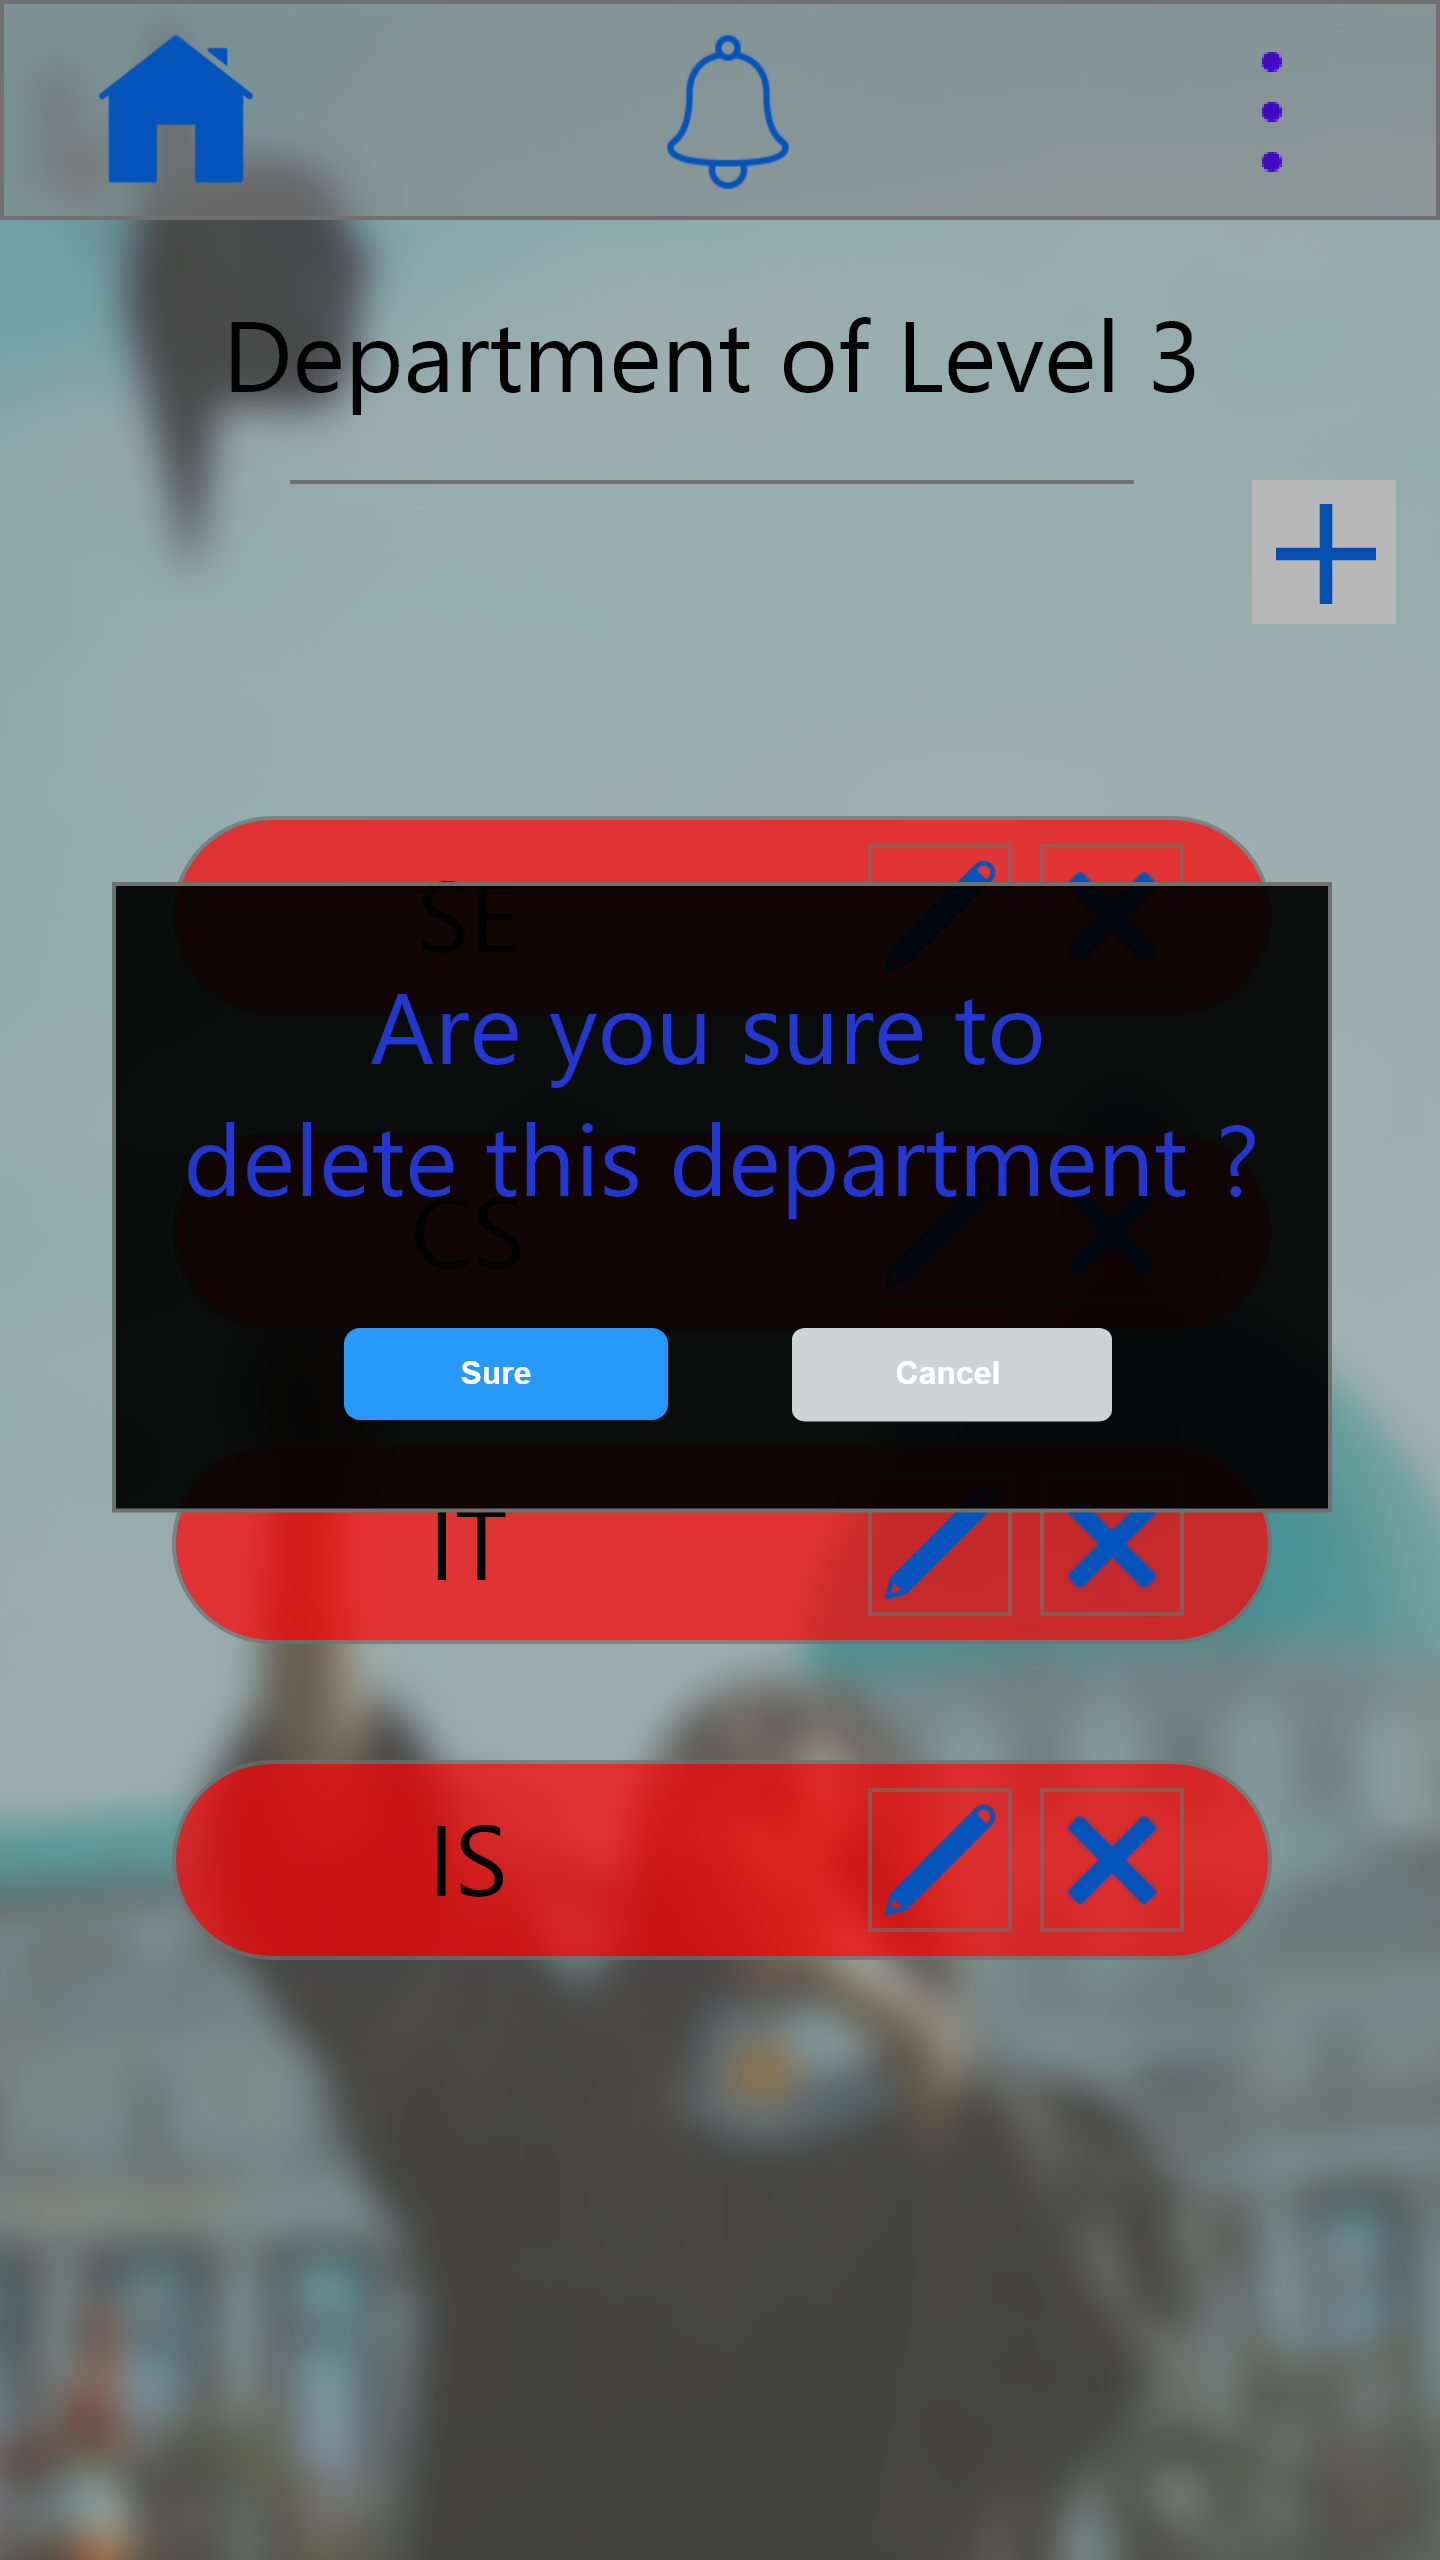 Department of Level 3
SE
Are you sure to
delete this department ?
CS
Sure
Cancel
IT
IS